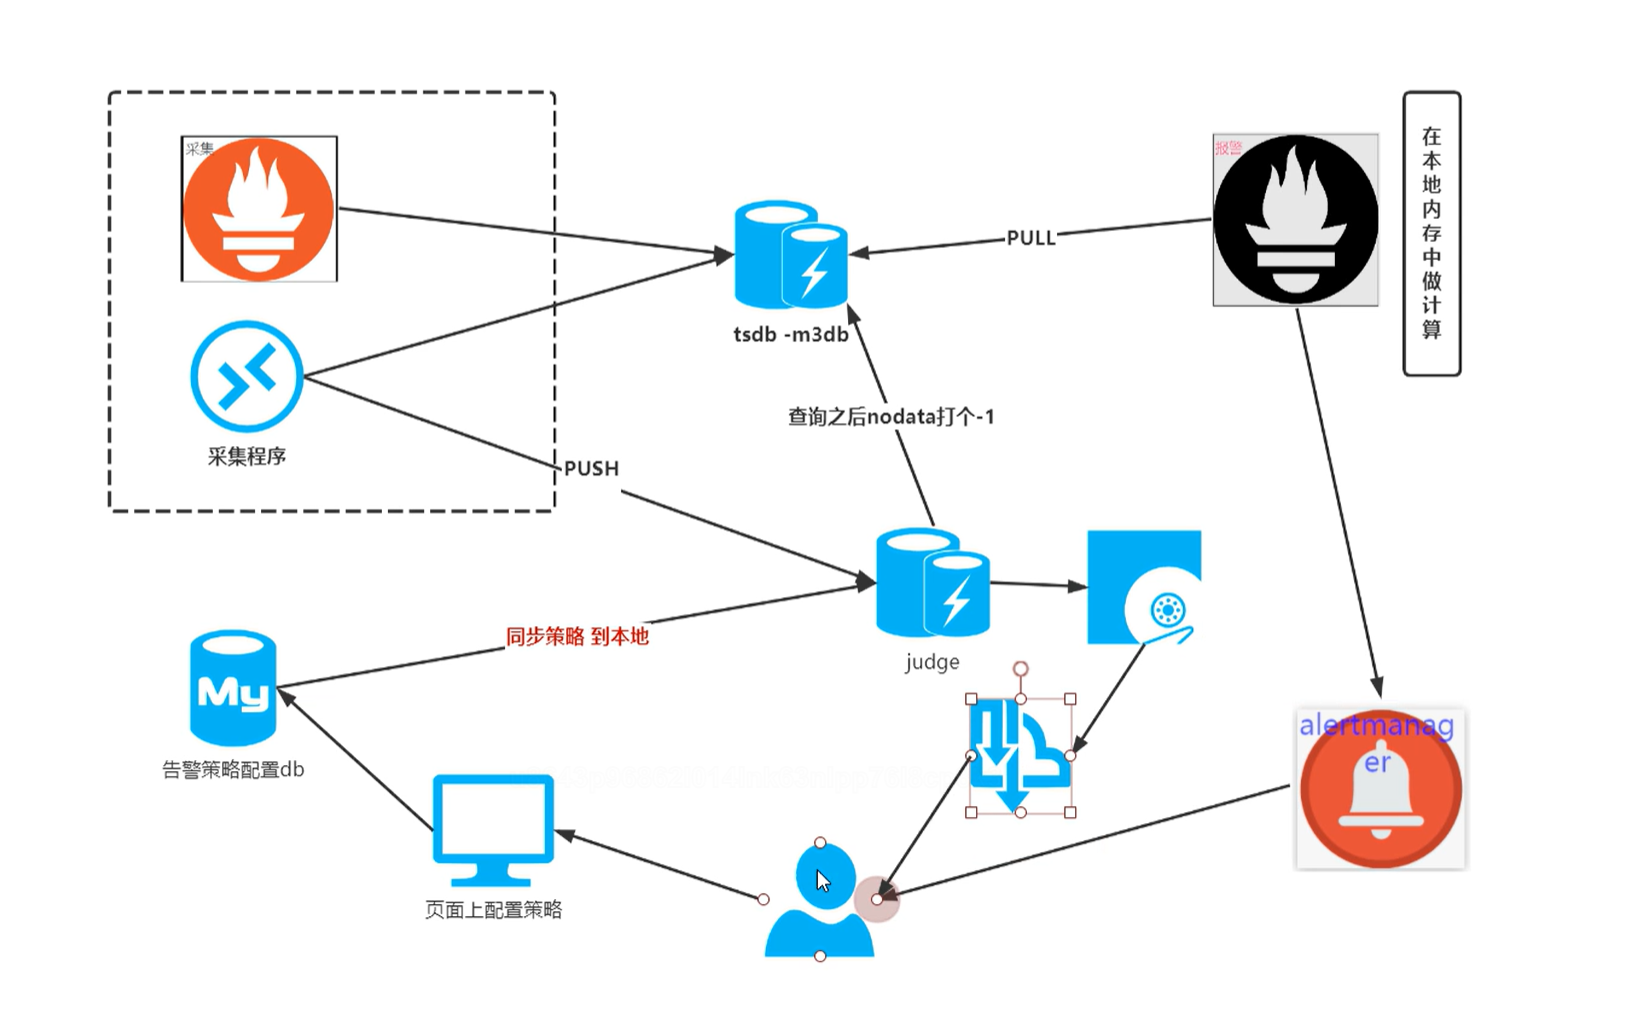 采集
报警
在本地内存中做计算
PULL
tsdb -m3db
查询之后nodata打个-1
采集程序
PUSH
同步策略 到本地
judge
My
告警策略配置db
alertmanag
er
页面上配置策略